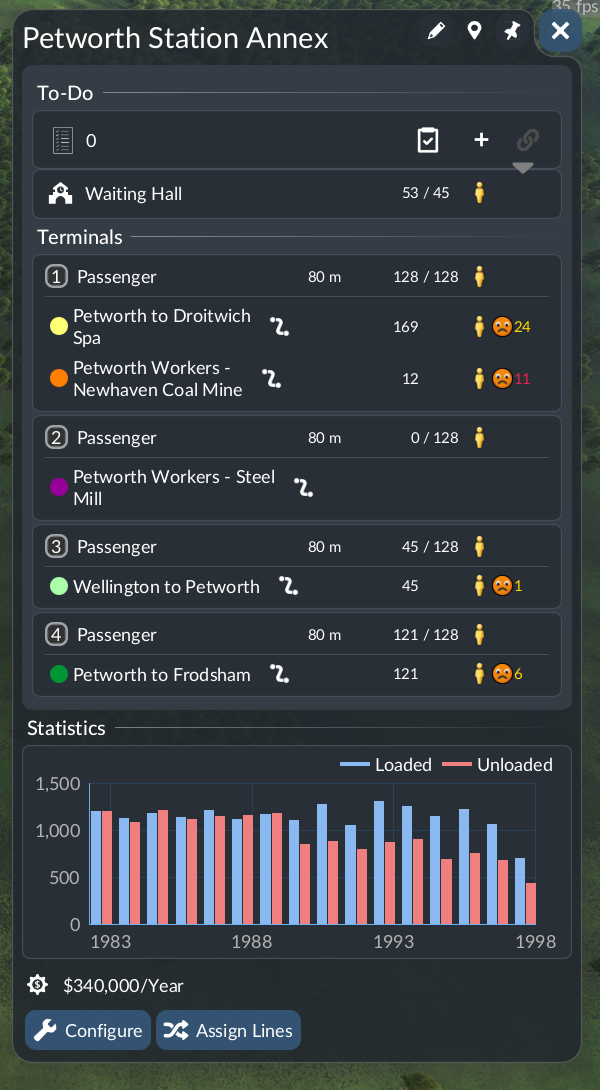 35 fps
Petworth Station Annex
To-Do
0
Waiting Hall 53 / 45
Terminals
1 Passenger 80 m 128 / 128
Petworth to Droitwich
Spa 169 24
Petworth Workers -
Newhaven Coal Mine 12 11
2 Passenger 80 m 0 / 128
Petworth Workers - Steel
Mill
3 Passenger 80 m 45 / 128
Wellington to Petworth 45 1
4 Passenger 80 m 121 / 128
Petworth to Frodsham 121 6
Statistics
Loaded Unloaded
1,500
1,000
500
0
1983 1988 1993 1998
$340,000/Year
Configure Assign Lines